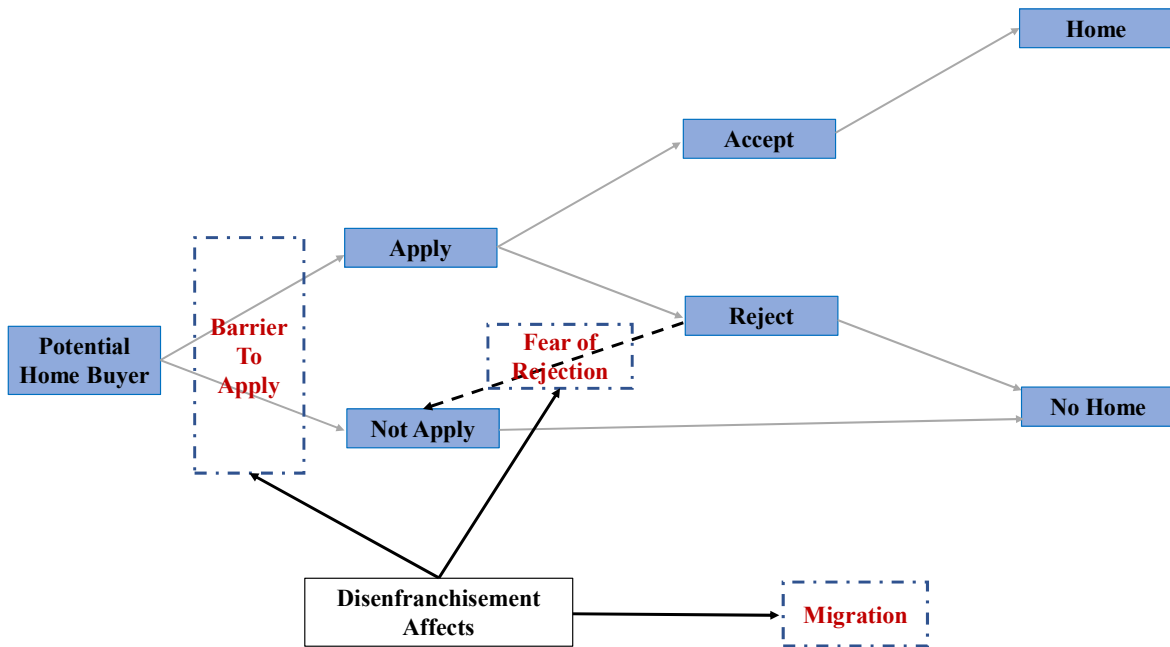 Home
Accept
Apply
Barrier
To
Apply
Fear of
Rejection
Reject
Potential
Home Buyer
Not Apply
No Home
Disenfranchisement
Affects
Migration